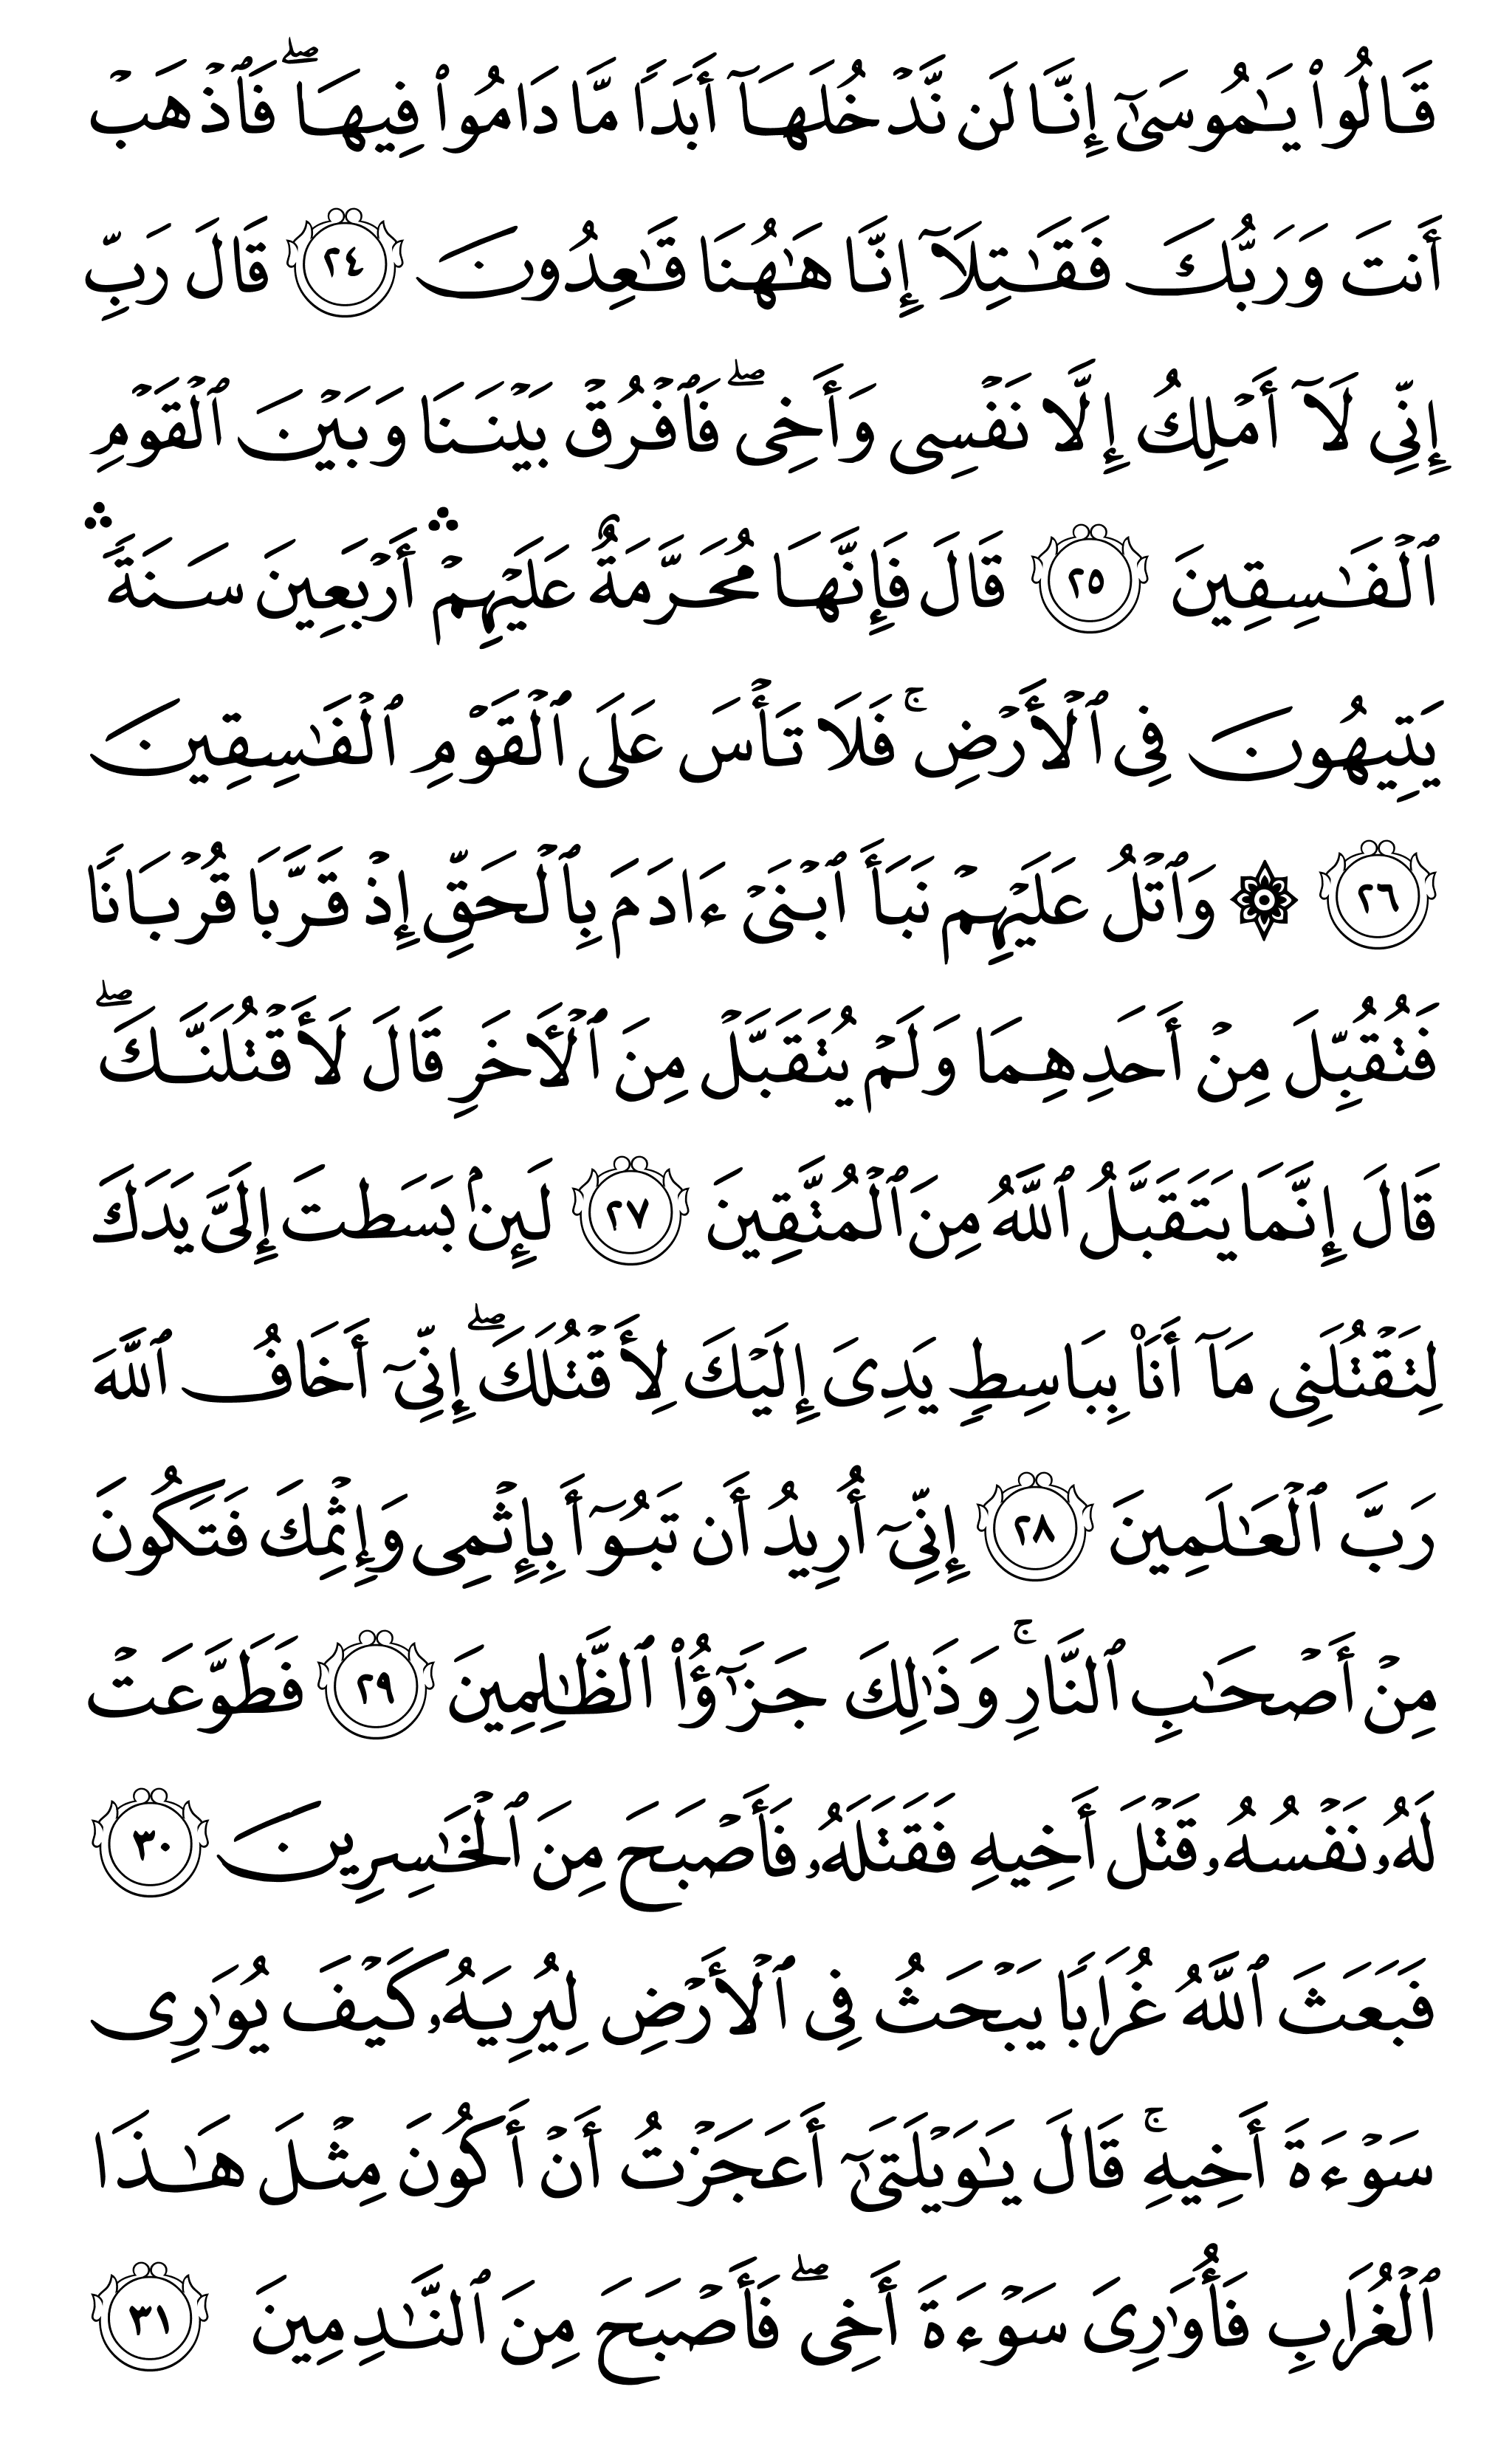 قَالُوا۟ يَـٰمُوسَىٰٓ إِنَّا لَن نَّدْخُلَهَآ أَبَدًا مَّا دَامُوا۟ فِيهَا ۖ فَٱذْهَبْ
أَنتَ وَرَبُّكَ فَقَـٰتِلَآ إِنَّا هَـٰهُنَا قَـٰعِدُونَ ٢٤ قَالَ رَبِّ
إِنِّى لَآ أَمْلِكُ إِلَّا نَفْسِى وَأَخِى ۖ فَٱفْرُقْ بَيْنَنَا وَبَيْنَ ٱلْقَوْمِ
ٱلْفَـٰسِقِينَ ٢٥ قَالَ فَإِنَّهَا مُحَرَّمَةٌ عَلَيْهِمْ ۛ أَرْبَعِينَ سَنَةً ۛ
يَتِيهُونَ فِى ٱلْأَرْضِ ۚ فَلَا تَأْسَ عَلَى ٱلْقَوْمِ ٱلْفَـٰسِقِينَ
٢٦ ۞ وَٱتْلُ عَلَيْهِمْ نَبَأَ ٱبْنَىْ ءَادَمَ بِٱلْحَقِّ إِذْ قَرَّبَا قُرْبَانًا
فَتُقُبِّلَ مِنْ أَحَدِهِمَا وَلَمْ يُتَقَبَّلْ مِنَ ٱلْـَٔاخَرِ قَالَ لَأَقْتُلَنَّكَ ۖ
قَالَ إِنَّمَا يَتَقَبَّلُ ٱللَّهُ مِنَ ٱلْمُتَّقِينَ ٢٧ لَئِنۢ بَسَطتَ إِلَىَّ يَدَكَ
لِتَقْتُلَنِى مَآ أَنَا۠ بِبَاسِطٍ يَدِىَ إِلَيْكَ لِأَقْتُلَكَ ۖ إِنِّىٓ أَخَافُ ٱللَّهَ
رَبَّ ٱلْعَـٰلَمِينَ ٢٨ إِنِّىٓ أُرِيدُ أَن تَبُوٓأَ بِإِثْمِى وَإِثْمِكَ فَتَكُونَ
مِنْ أَصْحَـٰبِ ٱلنَّارِ ۚ وَذَٰلِكَ جَزَٰٓؤُا۟ ٱلظَّـٰلِمِينَ ٢٩ فَطَوَّعَتْ
لَهُۥ نَفْسُهُۥ قَتْلَ أَخِيهِ فَقَتَلَهُۥ فَأَصْبَحَ مِنَ ٱلْخَـٰسِرِينَ ٣٠
فَبَعَثَ ٱللَّهُ غُرَابًا يَبْحَثُ فِى ٱلْأَرْضِ لِيُرِيَهُۥ كَيْفَ يُوَٰرِى
سَوْءَةَ أَخِيهِ ۚ قَالَ يَـٰوَيْلَتَىٰٓ أَعَجَزْتُ أَنْ أَكُونَ مِثْلَ هَـٰذَا
ٱلْغُرَابِ فَأُوَٰرِىَ سَوْءَةَ أَخِى ۖ فَأَصْبَحَ مِنَ ٱلنَّـٰدِمِينَ ٣١